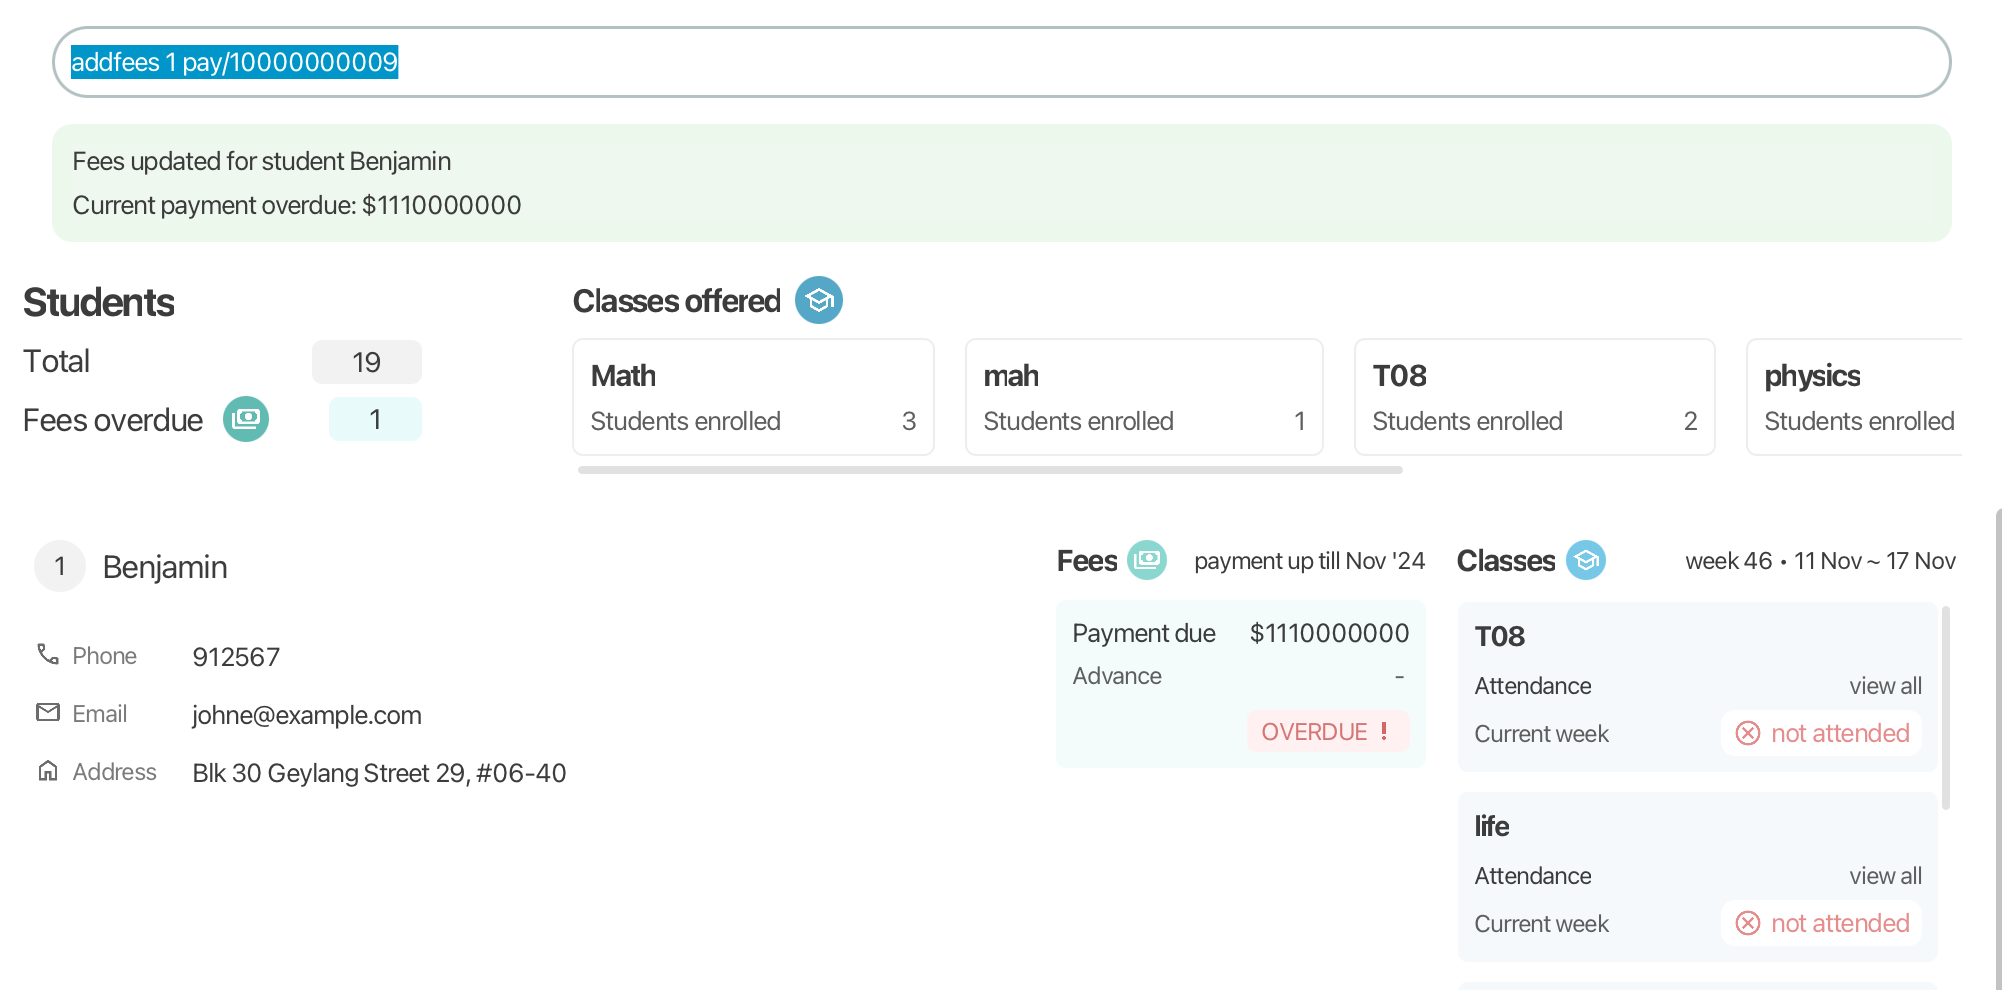 addfees 1 pay/10000000009
Fees updated for student Benjamin
Current payment overdue: $1110000000
Students
Total 19
Fees overdue 1
Classes offered
Math
Students enrolled 3
mah
Students enrolled 1
T08
Students enrolled 2
physics
Students enrolled
1 Benjamin
Phone 912567
Email johne@example.com
Address Blk 30 Geylang Street 29, #06-40
Fees payment up till Nov '24
Payment due $1110000000
Advance -
OVERDUE !
Classes week 46 • 11 Nov ~ 17 Nov
T08
Attendance view all
Current week not attended
life
Attendance view all
Current week not attended